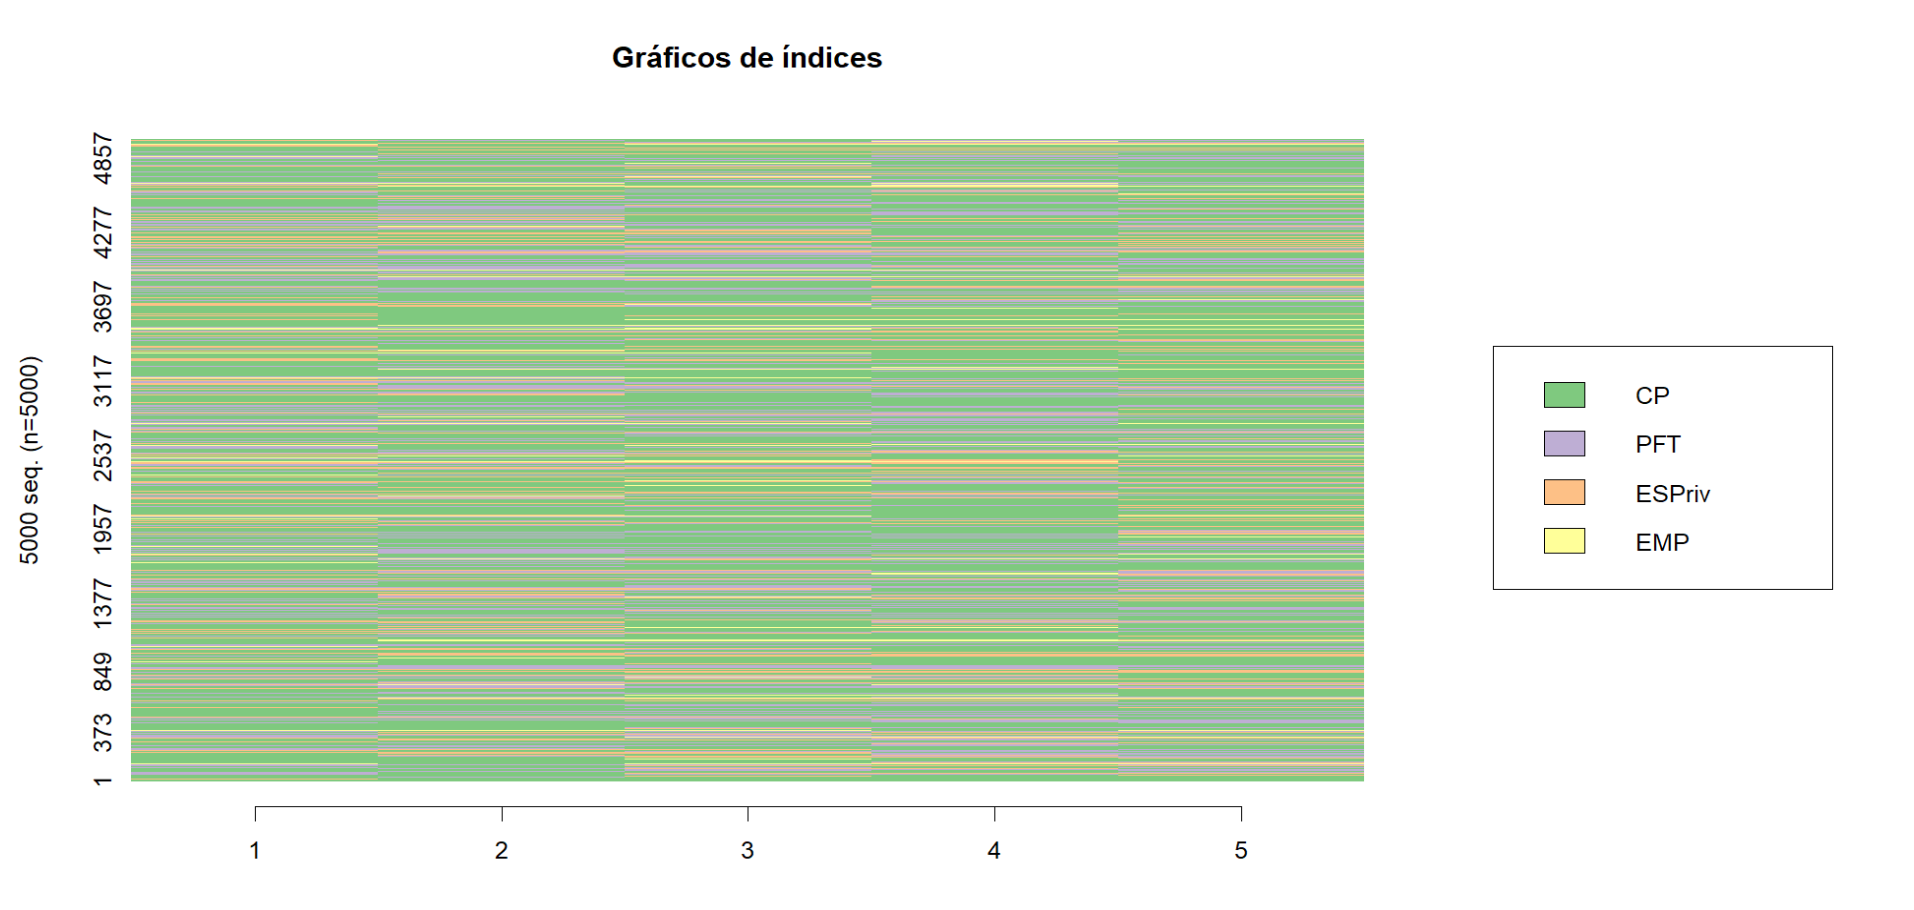 Gráficos de índices
5000 seq. (n=5000)
4857
4277
3697
3117
2537
1957
1377
849
373
1
1 2 3 4 5
CP
PFT
ESPriv
EMP